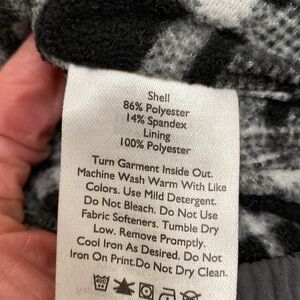 Shell
86% Polyester
14% Spandex
Lining
100% Polyester
Turn Garment Inside Out.
Machine Wash Warm With Like
Colors. Use Mild Detergent.
Do Not Bleach. Do Not Use
Fabric Softeners. Tumble Dry
Low. Remove Promptly.
Cool Iron As Desired. Do Not
Iron On Print.Do Not Dry Clean.